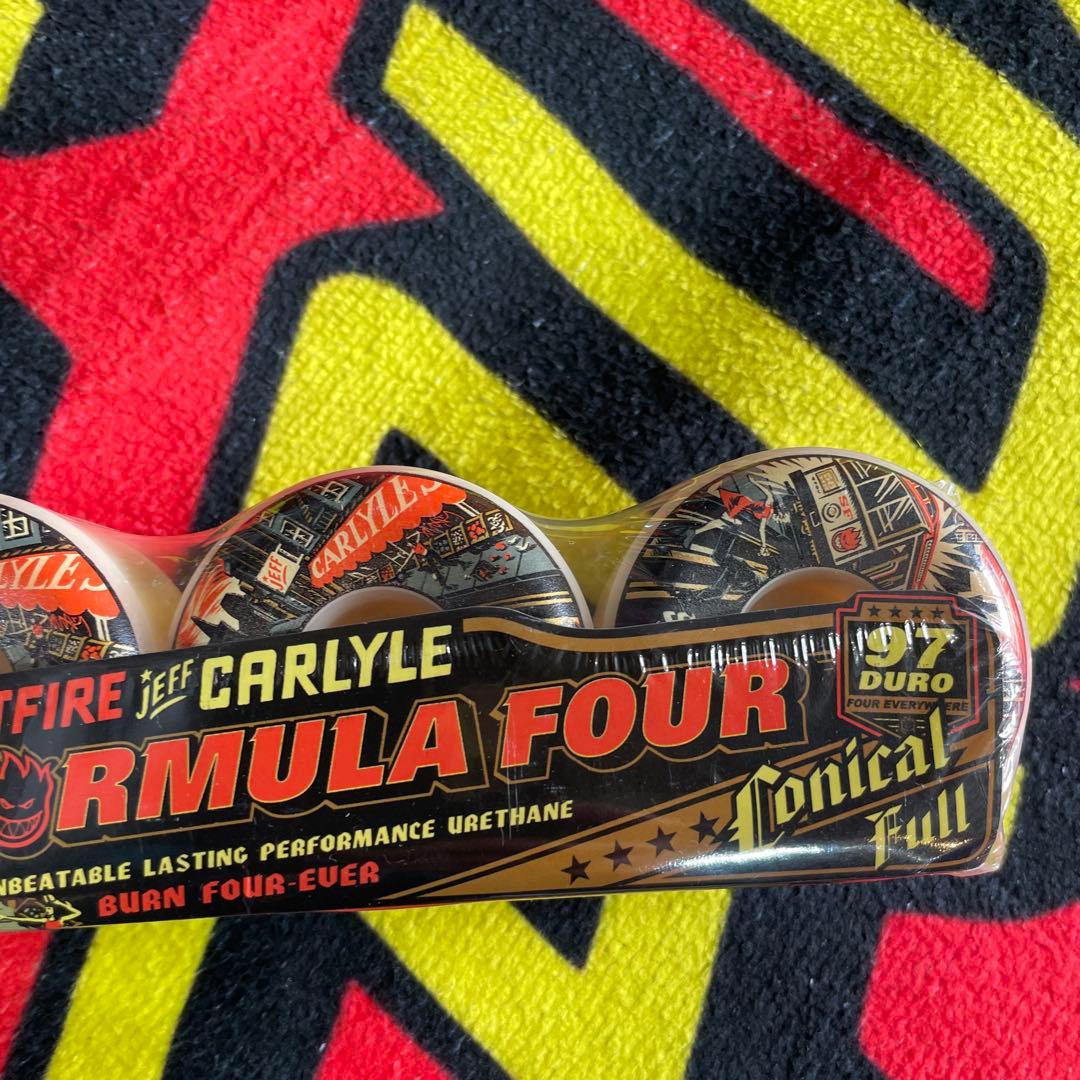 LYLE'S
JEFF
CARLYLE'S
SF
TFIRE JEFF CARLYLE
RMULA FOUR
97
DURO
FOUR EVERYWHERE
NBEATABLE LASTING PERFORMANCE URETHANE
BURN FOUR-EVER
Conical
Full